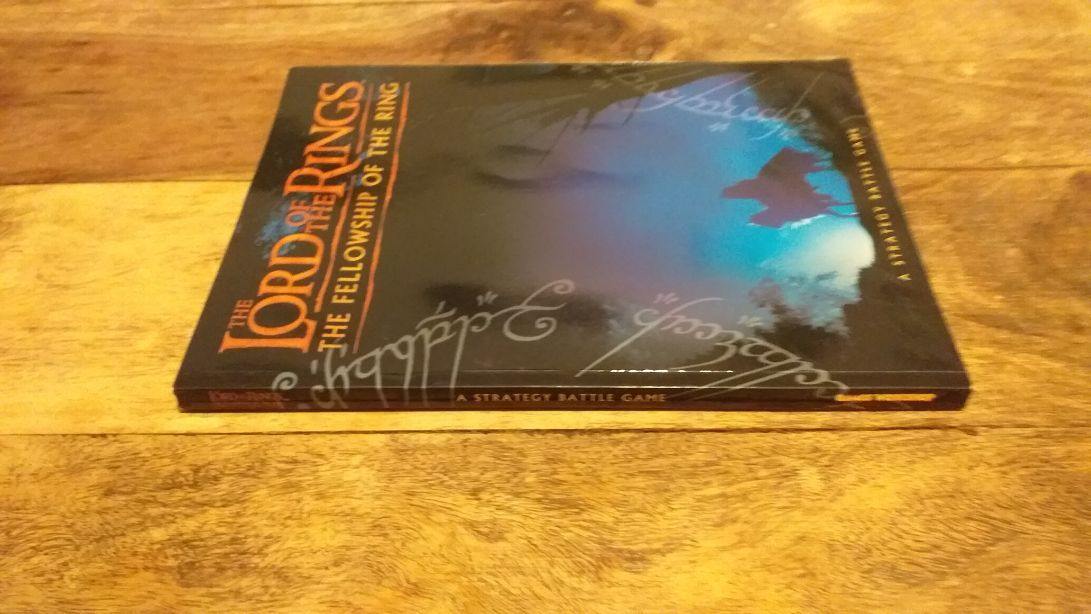 THE
LORD OF THE RINGS
THE FELLOWSHIP OF THE RING
A STRATEGY BATTLE GAME
A STRATEGY BATTLE GAME